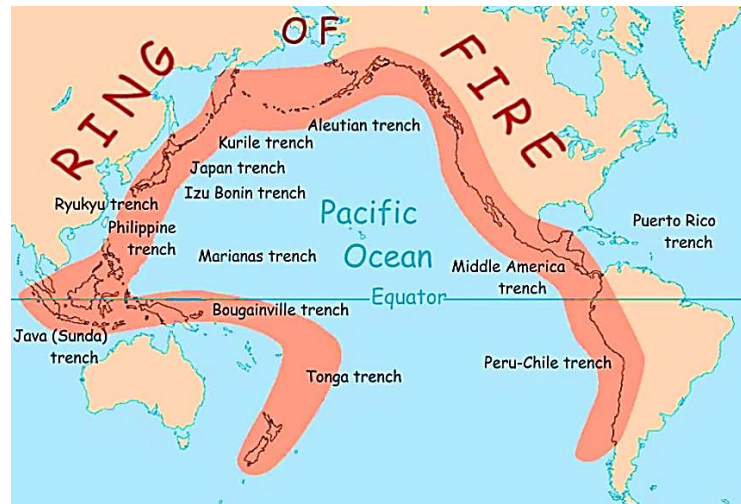 RING OF FIRE
Aleutian trench
Kurile trench
Japan trench
Izu Bonin trench
Ryukyu trench
Philippine
trench
Marianas trench
Pacific
Ocean
Puerto Rico
trench
Middle America
trench
Equator
Bougainville trench
Java (Sunda)
trench
Tonga trench
Peru-Chile trench